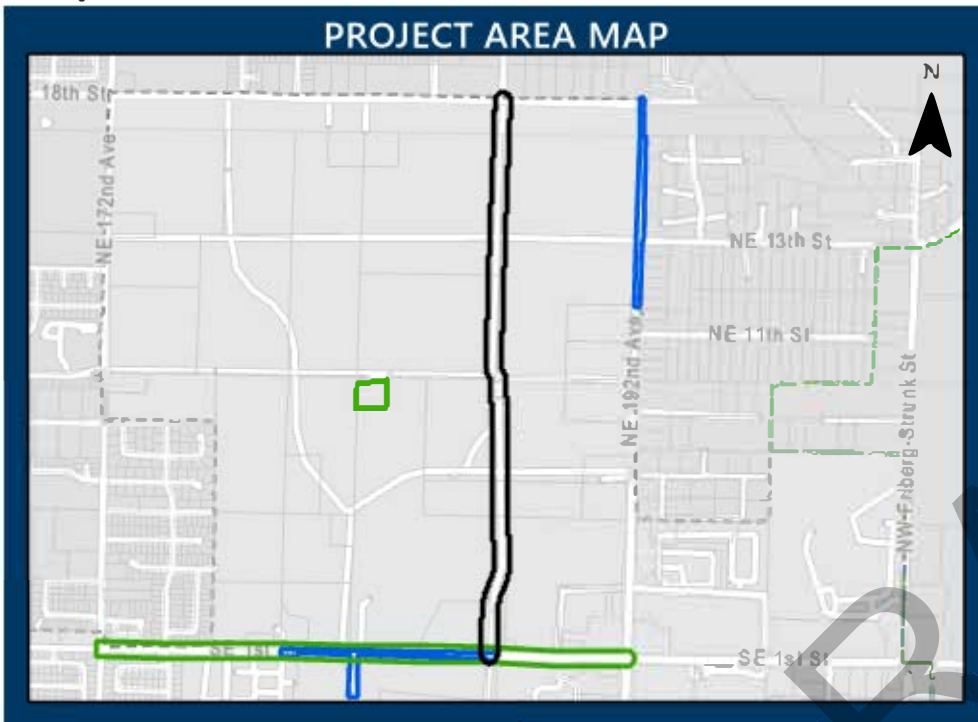 PROJECT AREA MAP
N
18th St
NE 172nd Ave
NE 13th St
NE 11th St
NE 192nd Ave
NW Friberg Strunk St
SE 1st
SE 1st St